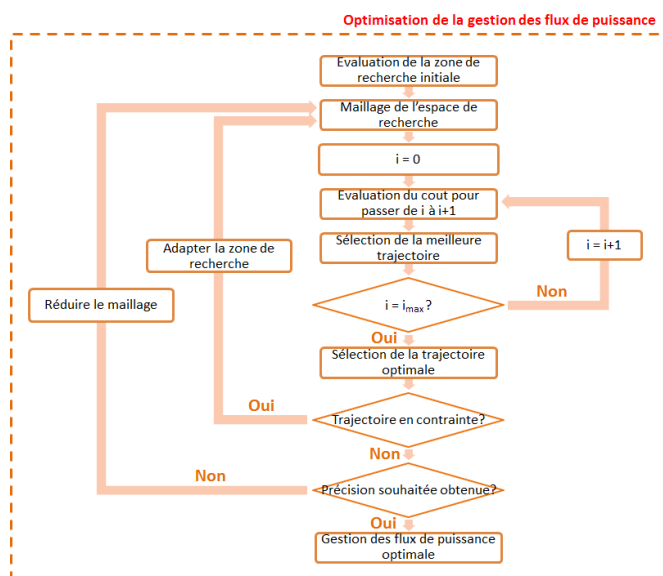 Optimisation de la gestion des flux de puissance
Evaluation de la zone de
recherche initiale
Maillage de l'espace de
recherche
i = 0
Evaluation du cout pour
passer de i à i+1
Sélection de la meilleure
trajectoire
i = i+1
Adapter la zone de
recherche
Réduire le maillage
i = imax?
Non
Oui
Sélection de la trajectoire
optimale
Oui
Trajectoire en contrainte?
Non
Non
Précision souhaitée obtenue?
Oui
Gestion des flux de puissance
optimale